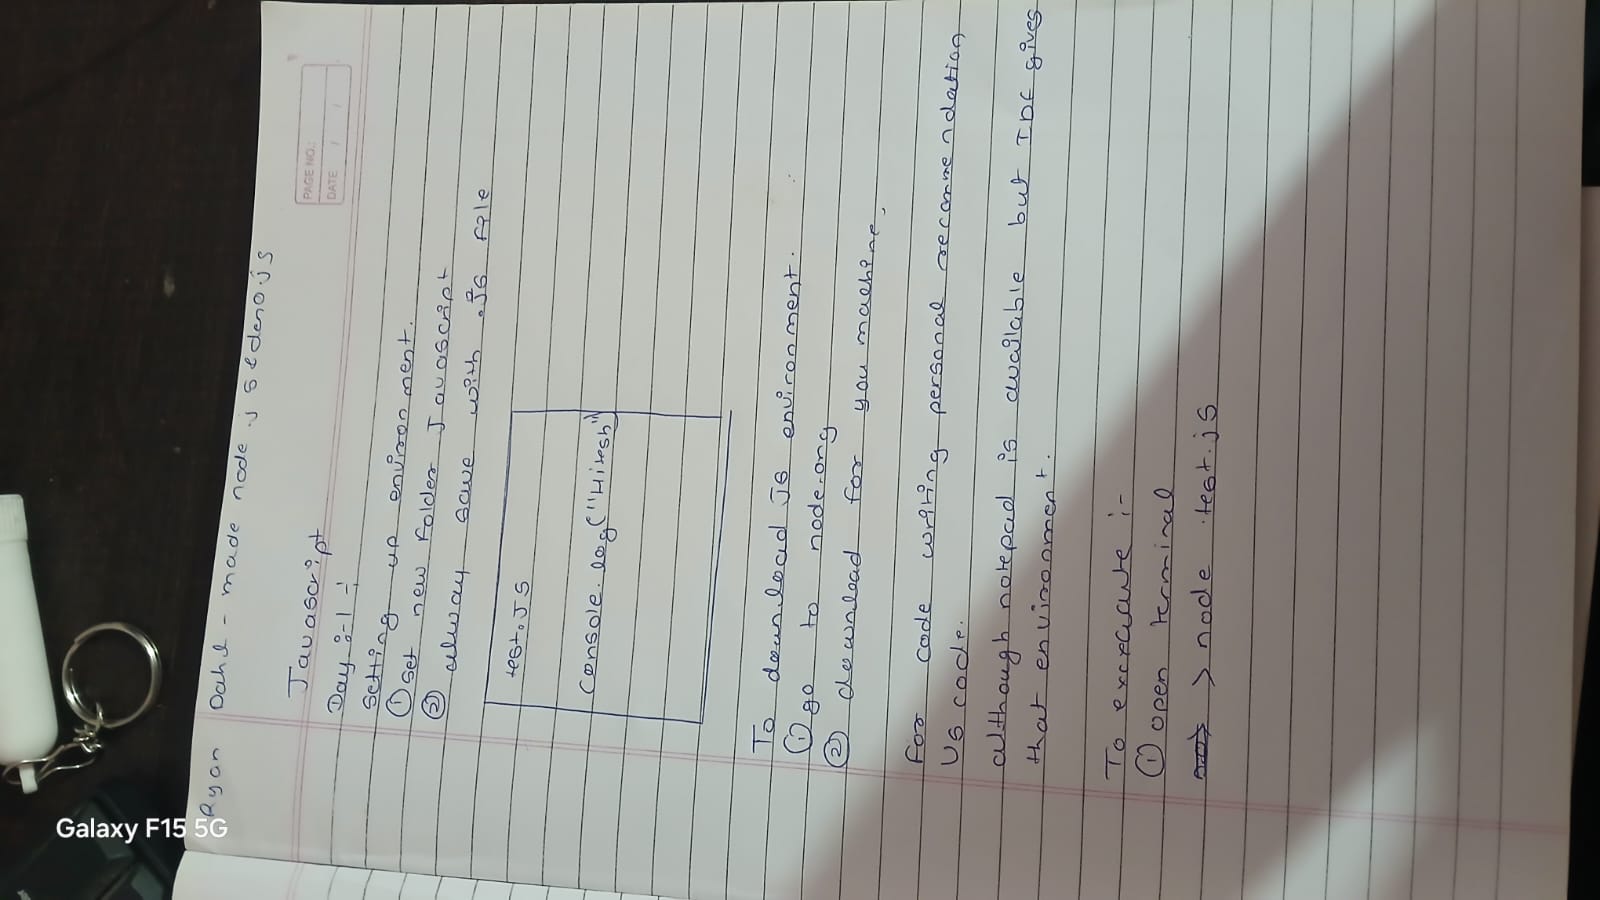 Ryan Dahl - made node js & deno.js
PAGE NO.:
DATE / /
Javascript
Day :- 1 -
Setting up environment.
① set new folder Javascript
② alway save with .js file
test.JS
Console.log("Hitesh")
To download js environment.
① go to node.org
② download for you machine.
For code writing personal recommendation
VS code.
although notepad is available but IDE gives
that environment.
To execute :-
① open terminal
> node test.js
Galaxy F15 5G